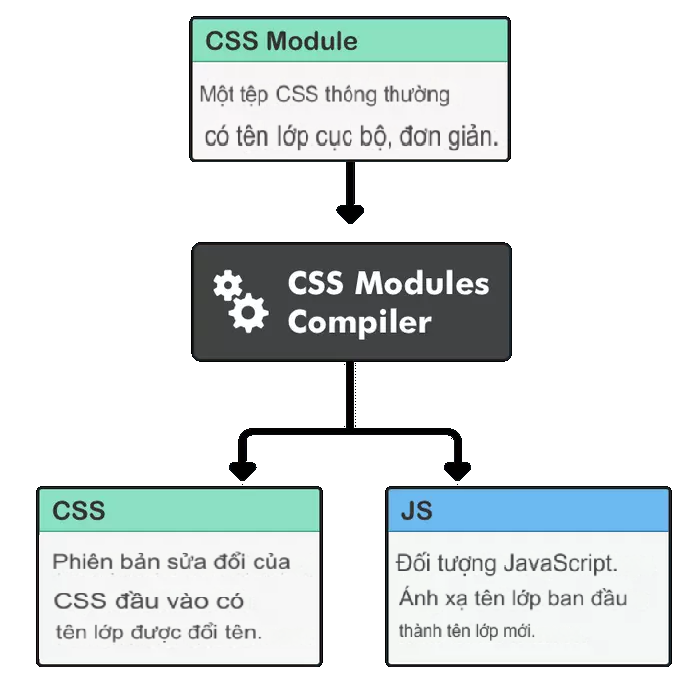 CSS Module
Một tệp CSS thông thường
có tên lớp cục bộ, đơn giản.
CSS Modules
Compiler
CSS
Phiên bản sửa đổi của
CSS đầu vào có
tên lớp được đổi tên.
JS
Đối tượng JavaScript.
Ánh xạ tên lớp ban đầu
thành tên lớp mới.